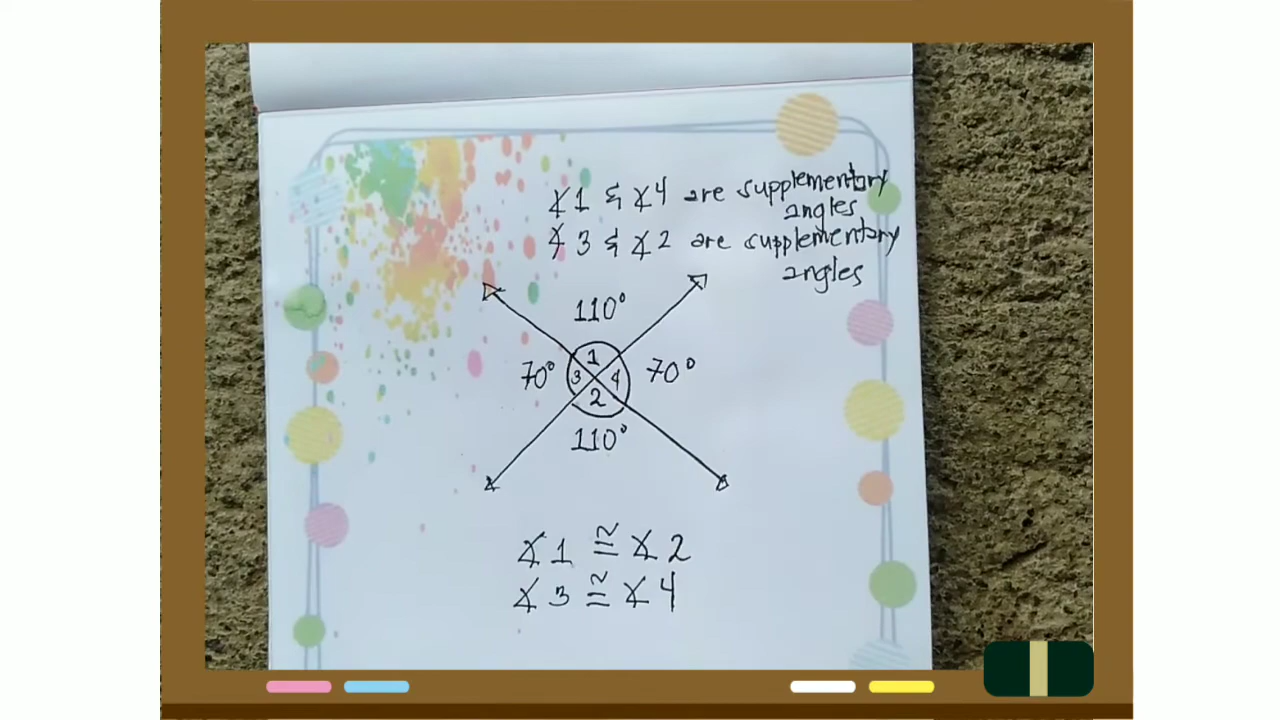 ∡1 & ∡4 are supplementary
angles
∡3 & ∡2 are supplementary
angles
110°
1
70° 3 4 70°
2
110°
∡1 ≅ ∡2
∡3 ≅ ∡4